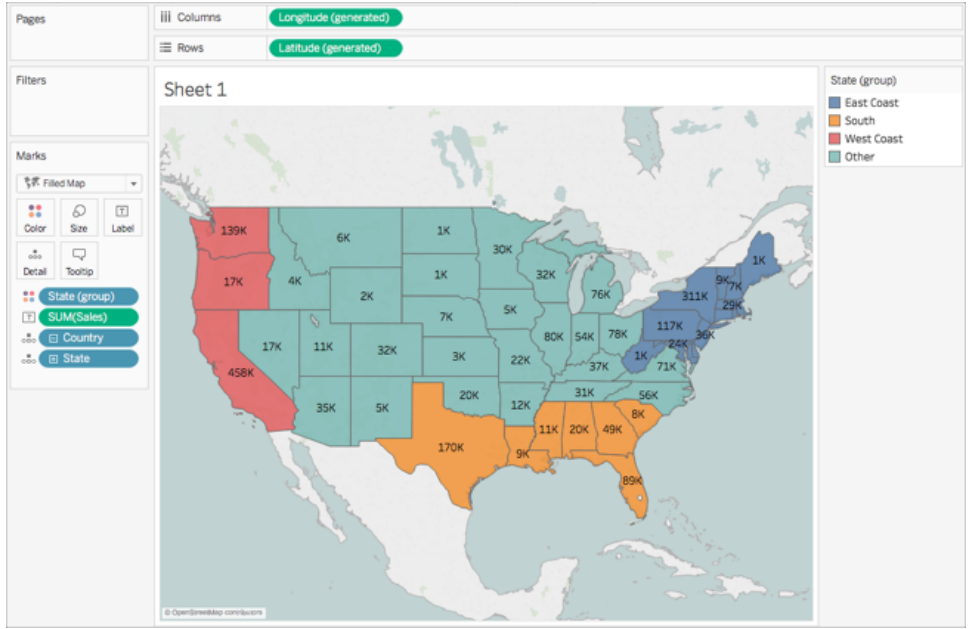 Pages
Columns
Longitude (generated)
Rows
Latitude (generated)
Filters
Sheet 1
State (group)
East Coast
South
West Coast
Other
Marks
Filled Map
Color
Size
Label
Detail
Tooltip
State (group)
SUM(Sales)
Country
State
139K
6K
1K
30K
1K
17K
4K
2K
1K
32K
76K
311K
9K
7K
29K
7K
5K
117K
36K
24K
17K
11K
32K
3K
22K
80K
54K
78K
1K
71K
37K
458K
35K
5K
20K
12K
31K
56K
170K
9K
11K
20K
49K
8K
89K
© OpenStreetMap contributors